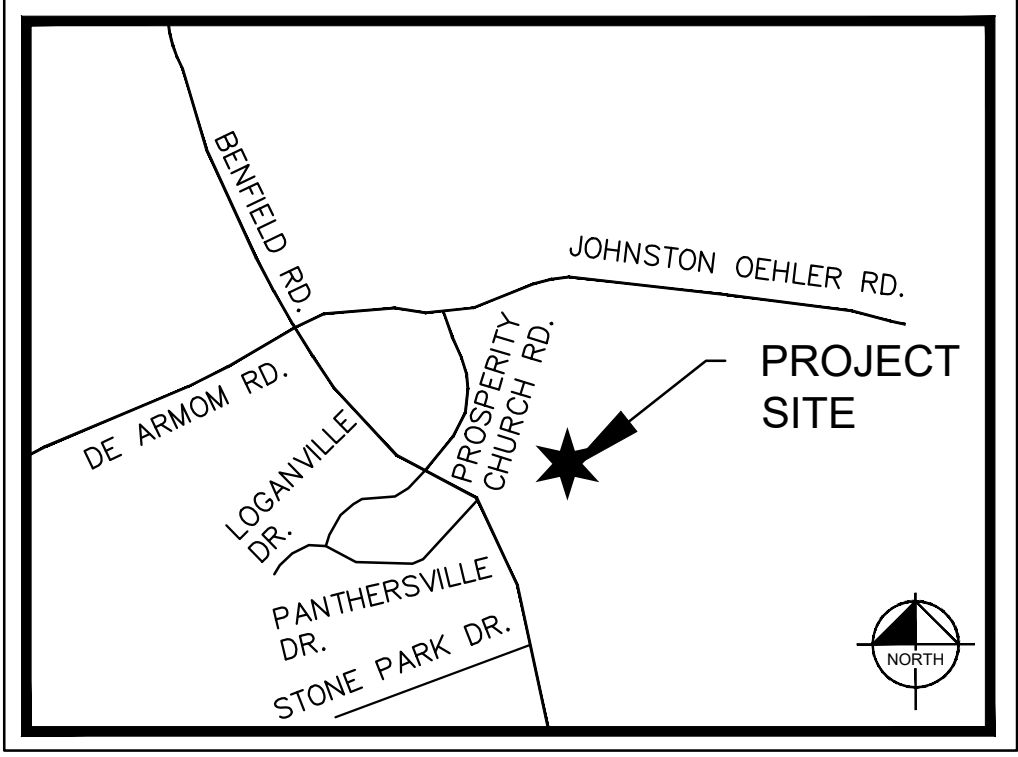 BENFIELD RD.
JOHNSTON OEHLER RD.
PROSPERITY
CHURCH RD.
PROJECT
SITE
DE ARMOM RD.
LOGANVILLE
DR.
PANTHERSVILLE
DR.
STONE PARK DR.
NORTH